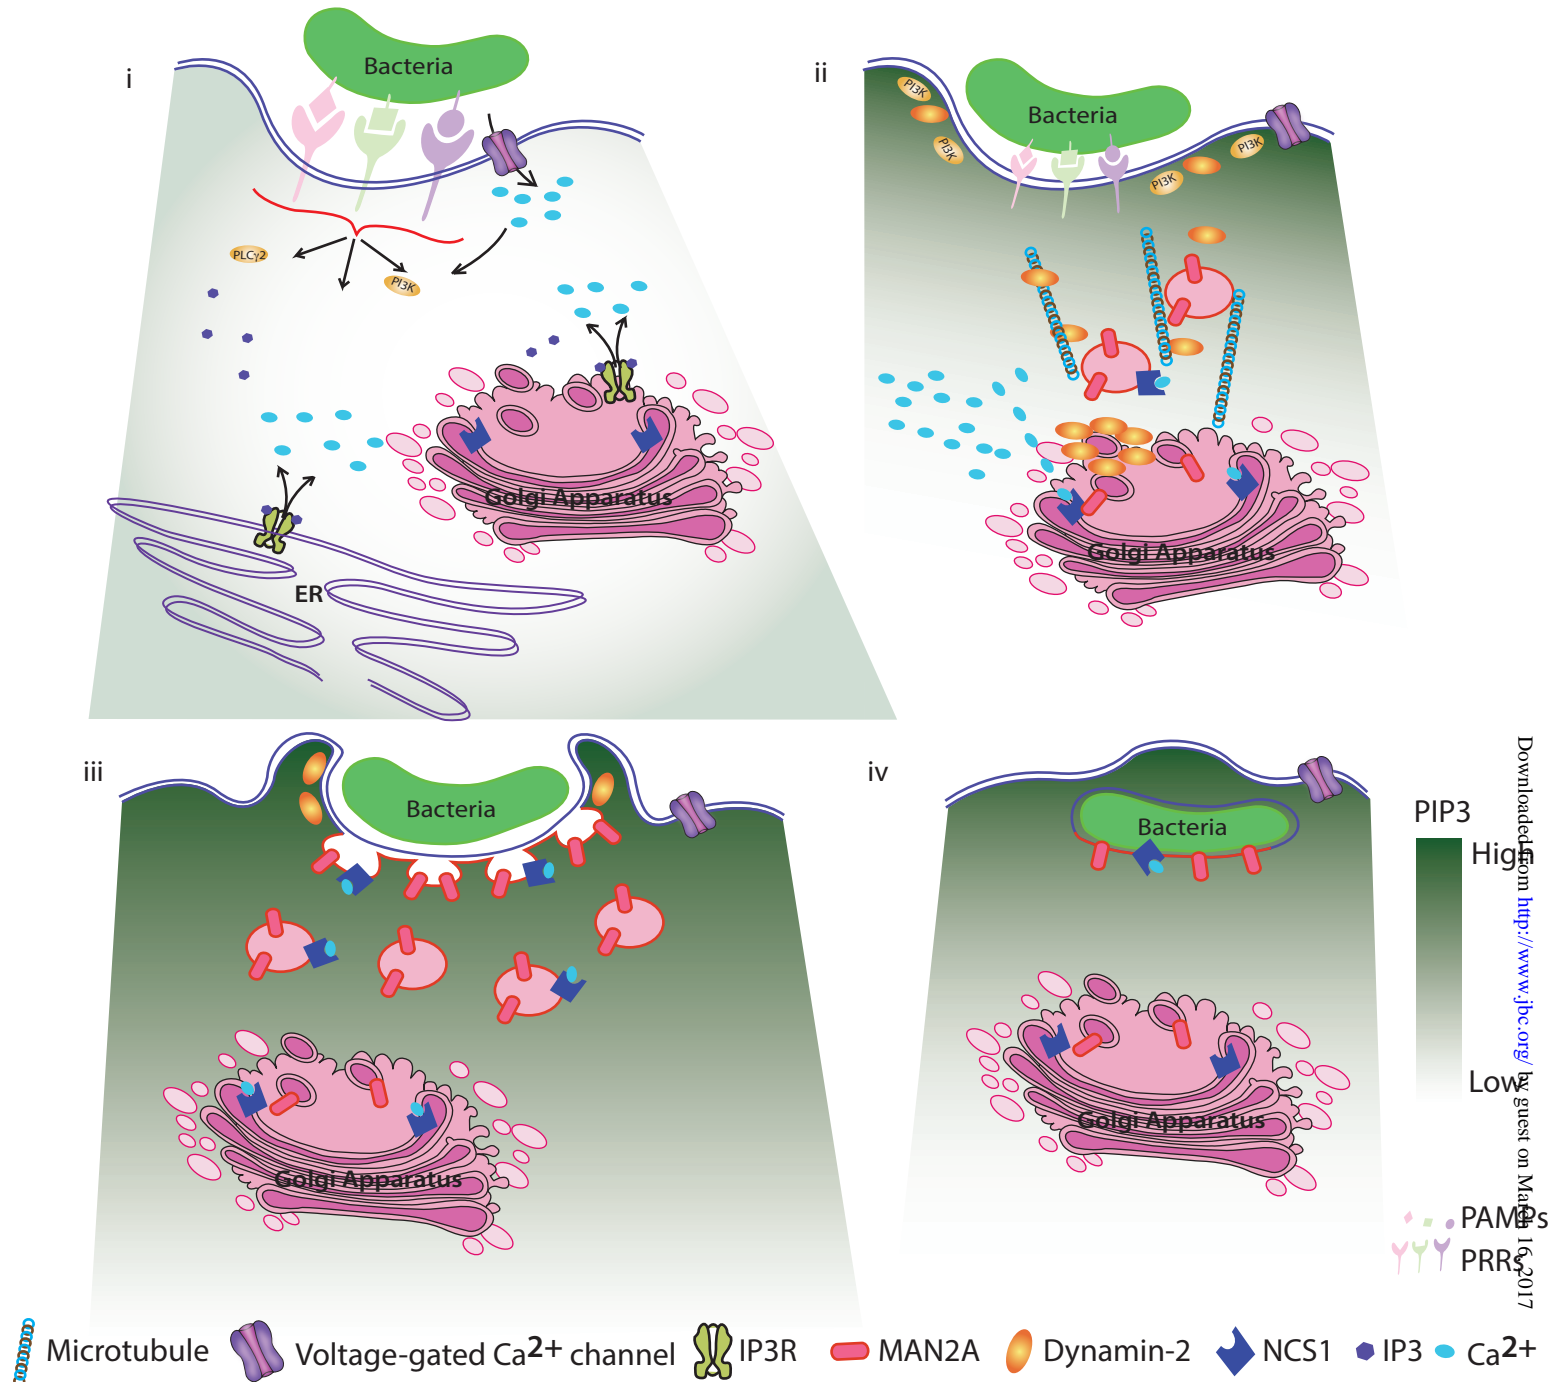 i
Bacteria
PLCγ2
PI3K
Golgi Apparatus
ER
ii
PI3K
Bacteria
PI3K
PI3K
PI3K
Golgi Apparatus
iii
Bacteria
Golgi Apparatus
iv
Bacteria
Golgi Apparatus
PIP3
High
Low
PAMPs
PRRs
Downloaded from http://www.jbc.org/ by guest on March 16, 2017
Microtubule
Voltage-gated Ca2+ channel
IP3R
MAN2A
Dynamin-2
NCS1
IP3
Ca2+